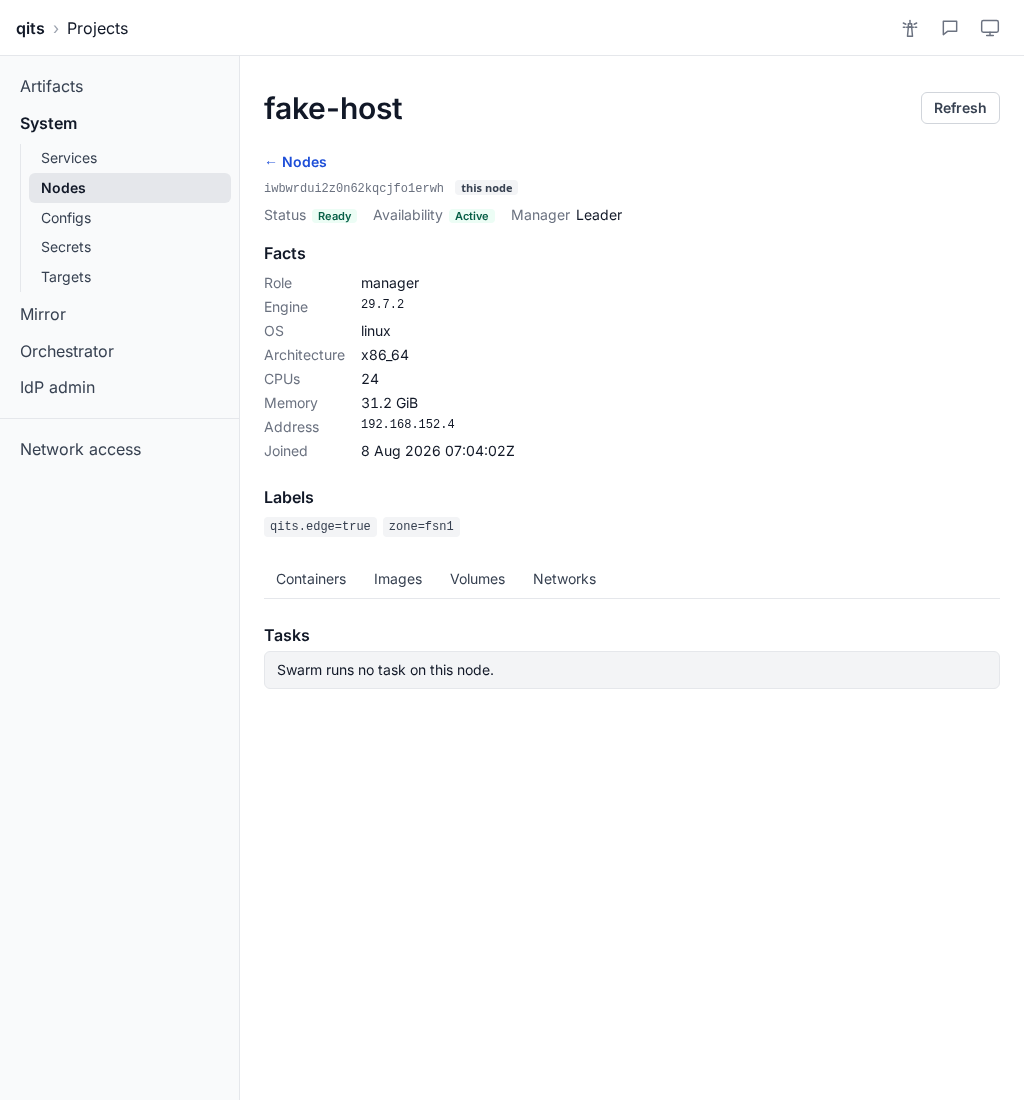 qits › Projects
Artifacts
System
Services
Nodes
Configs
Secrets
Targets
Mirror
Orchestrator
IdP admin
Network access
fake-host
Refresh
← Nodes
iwbwrdui2z0n62kqcjfo1erwh this node
Status Ready Availability Active Manager Leader
Facts
Role manager
Engine 29.7.2
OS linux
Architecture x86_64
CPUs 24
Memory 31.2 GiB
Address 192.168.152.4
Joined 8 Aug 2026 07:04:02Z
Labels
qits.edge=true zone=fsn1
Containers Images Volumes Networks
Tasks
Swarm runs no task on this node.